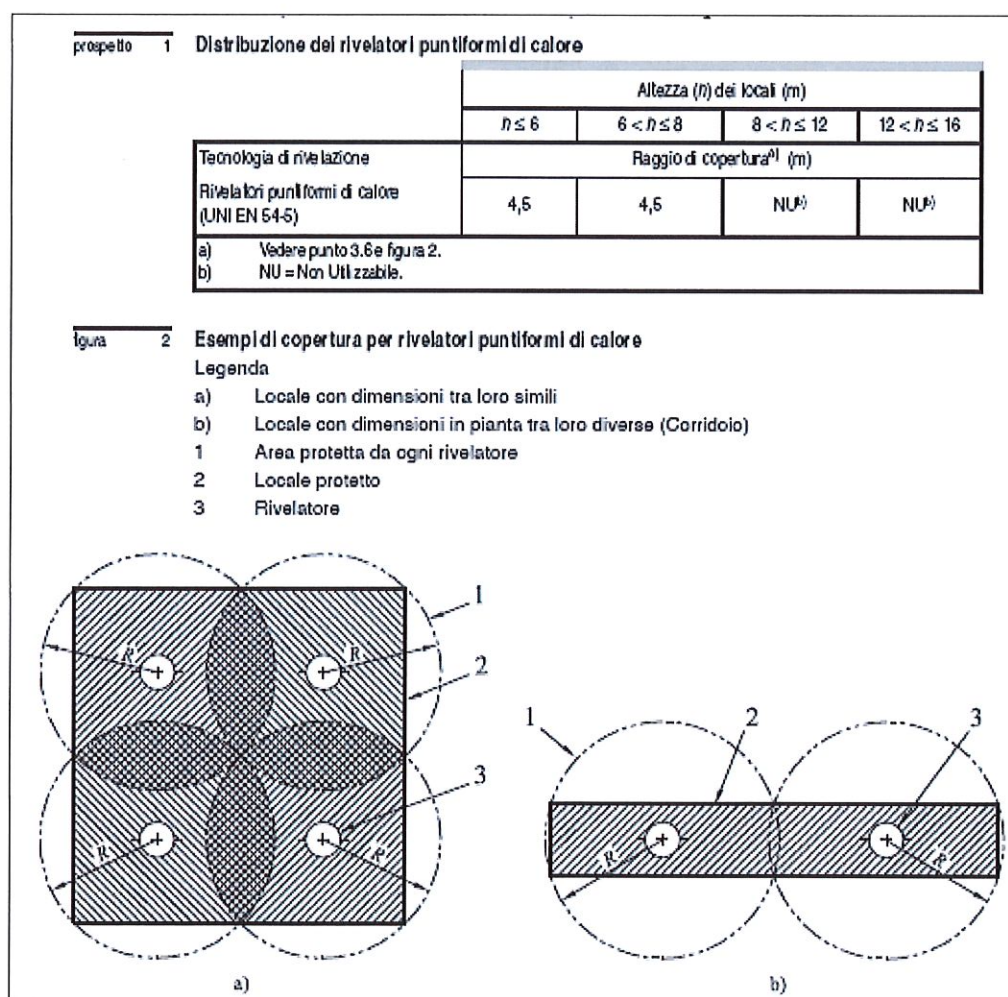 prospetto 1 Distribuzione dei rivelatori puntiformi di calore
Altezza (h) dei locali (m)
h ≤ 6 6 < h ≤ 8 8 < h ≤ 12 12 < h ≤ 16
Tecnologia di rivelazione Raggio di copertura a) (m)
Rivelatori puntiformi di calore
(UNI EN 54-5) 4,5 4,5 NU b) NU b)
a) Vedere punto 3.6 e figura 2.
b) NU = Non Utilizzabile.
figura 2 Esempi di copertura per rivelatori puntiformi di calore
Legenda
a) Locale con dimensioni tra loro simili
b) Locale con dimensioni in pianta tra loro diverse (Corridoio)
1 Area protetta da ogni rivelatore
2 Locale protetto
3 Rivelatore
1
R R
2
3
R R
a)
1 2 3
R R
b)